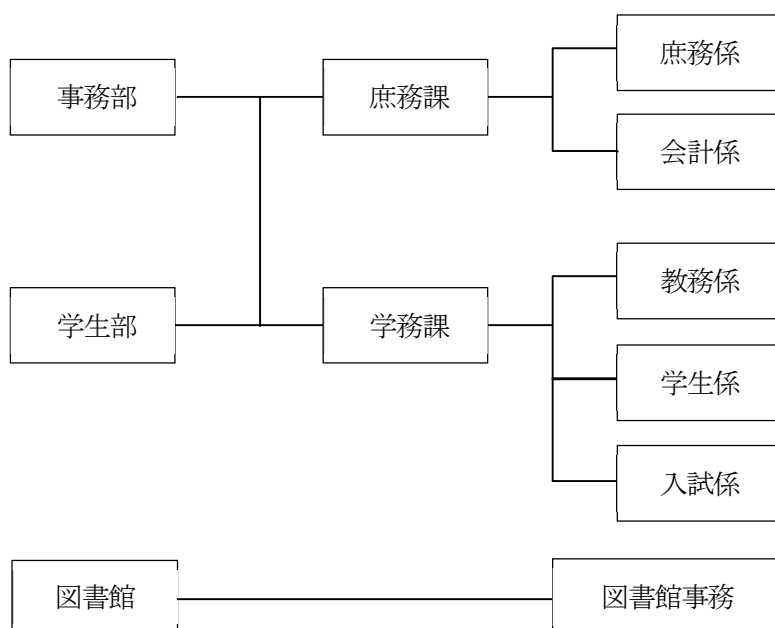 事務部
庶務課
庶務係
会計係
学生部
学務課
教務係
学生係
入試係
図書館
図書館事務